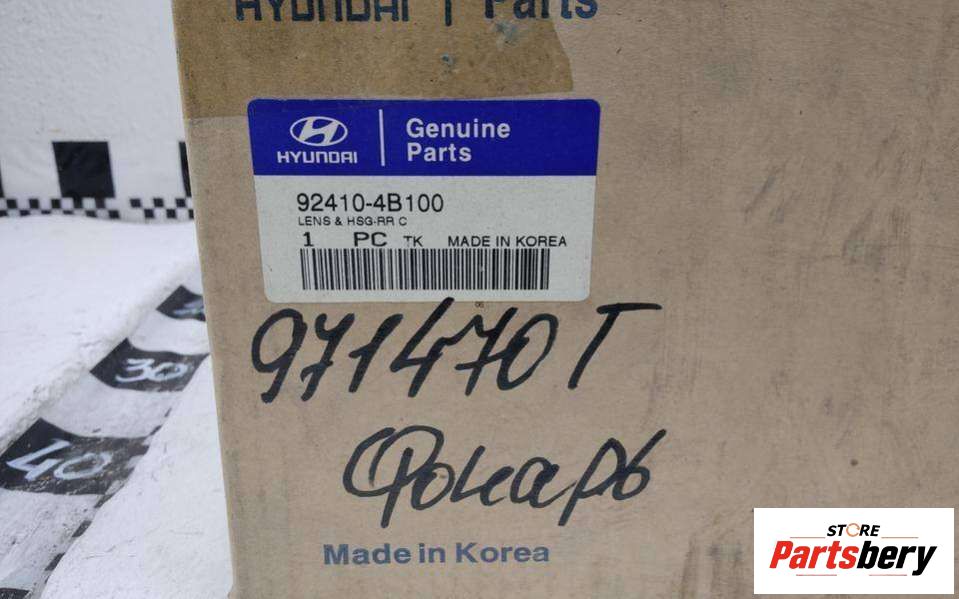 HYUNDAI | Parts
HYUNDAI
Genuine
Parts
92410-4B100
LENS & HSG-RR C
1 PC TK MADE IN KOREA
971470T
Фонарь
Made in Korea
30
40
STORE
Partsbery